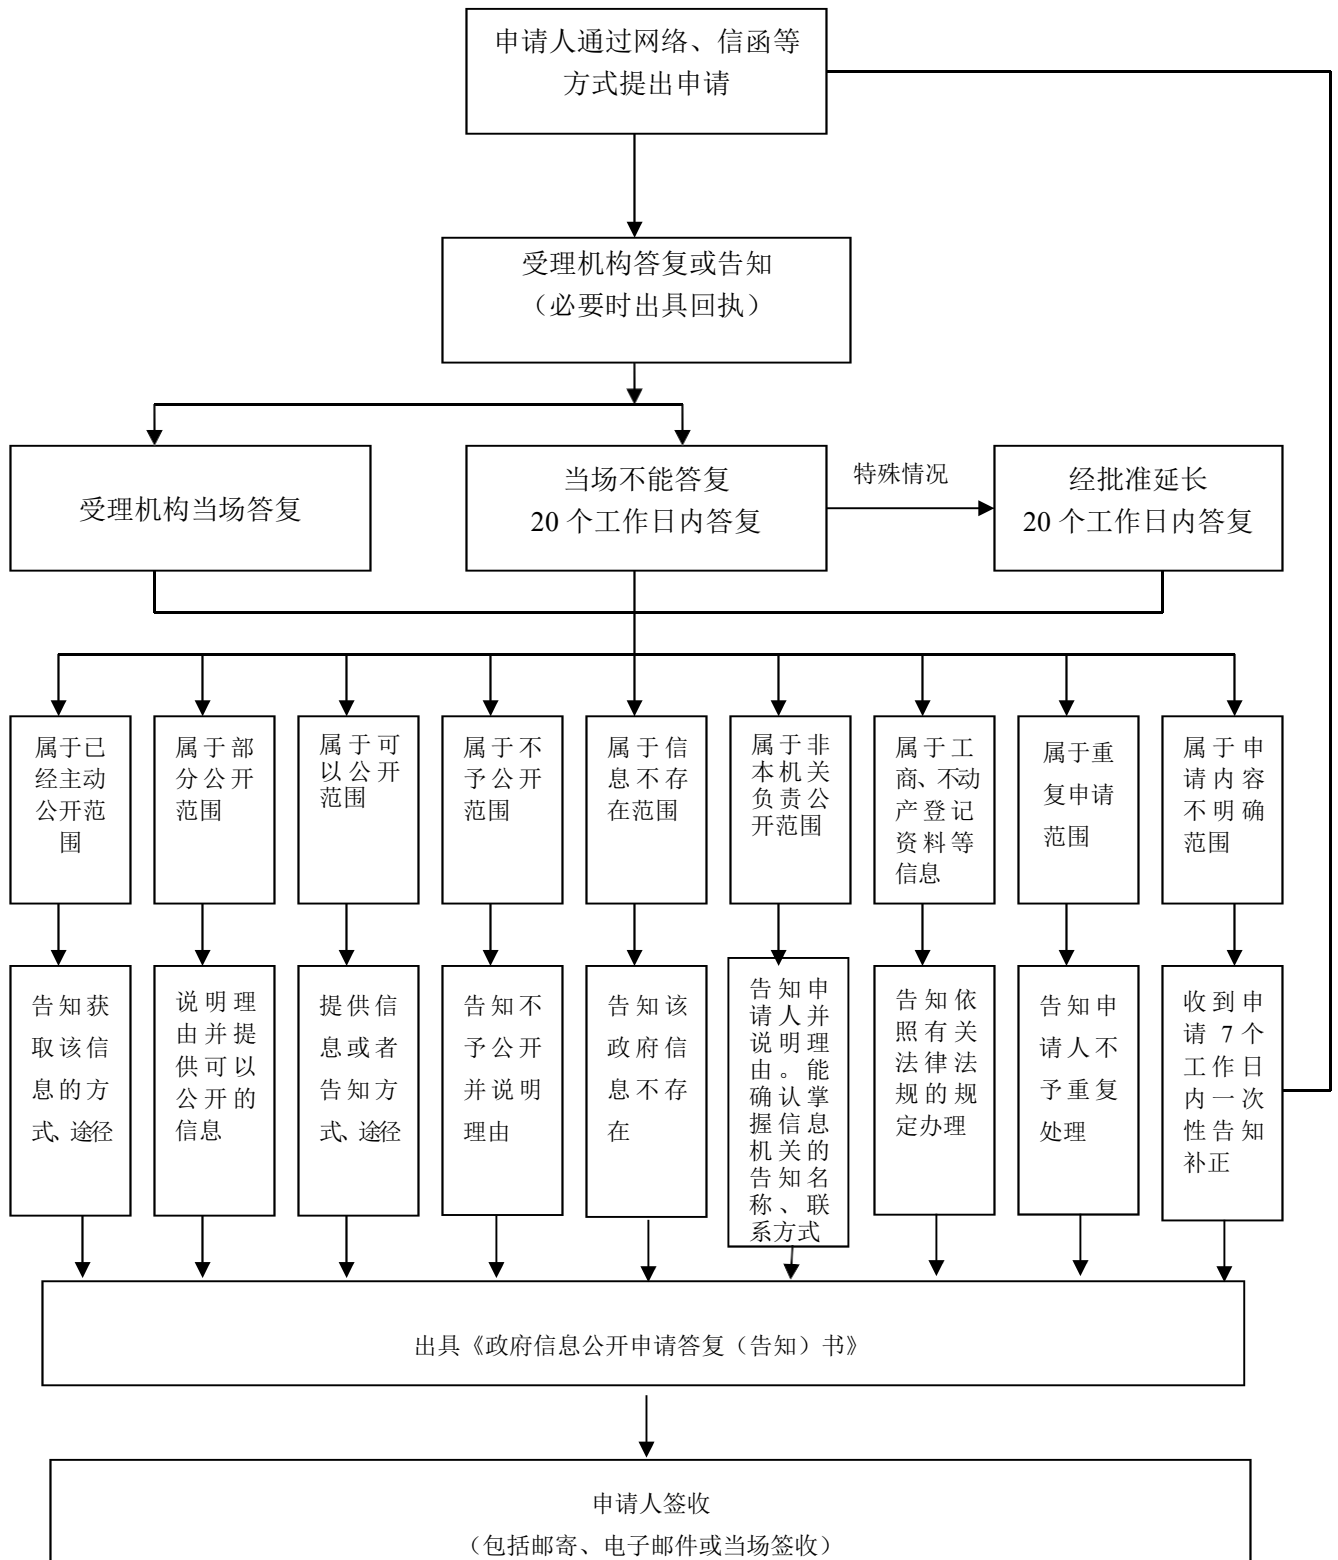 申请人通过网络、信函等
方式提出申请
受理机构答复或告知
（必要时出具回执）
受理机构当场答复
当场不能答复
20 个工作日内答复
特殊情况
经批准延长
20 个工作日内答复
属于已
经主动
公开范
围
属于部
分公开
范围
属于可
以公开
范围
属于不
予公开
范围
属于信
息不存
在范围
属于非
本机关
负责公
开范围
属于工
商、不动
产登记
资料等
信息
属于重
复申请
范围
属于申
请内容
不明确
范围
告知获
取该信
息的方
式、途径
说明理
由并提
供可以
公开的
信息
提供信
息或者
告知方
式、途径
告知不
予公开
并说明
理由
告知该
政府信
息不存
在
告知申
请人并
说明理
由。能
确认掌
握信息
机关的
告知名
称、联
系方式
告知依
照有关
法律法
规的规
定办理
告知申
请人不
予重复
处理
收到申
请 7 个
工作日
内一次
性告知
补正
出具《政府信息公开申请答复（告知）书》
申请人签收
（包括邮寄、电子邮件或当场签收）